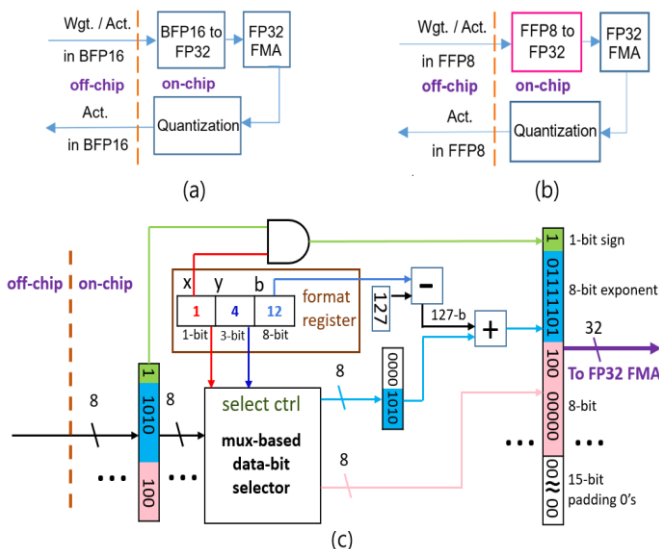 Wgt. / Act.
in BFP16
BFP16 to
FP32
FP32
FMA
off-chip
on-chip
Act.
in BFP16
Quantization
(a)
Wgt. / Act.
in FFP8
FFP8 to
FP32
FP32
FMA
off-chip
on-chip
Act.
in FFP8
Quantization
(b)
off-chip
on-chip
x y b
1 4 12
1-bit 3-bit 8-bit
format
register
127
−
127-b
+
8
8
1
1010
100
select ctrl
mux-based
data-bit
selector
8
8
0000
1010
1
01111101
100
00000
00≈00
1-bit sign
8-bit exponent
32
To FP32 FMA
8-bit
15-bit
padding 0's
(c)